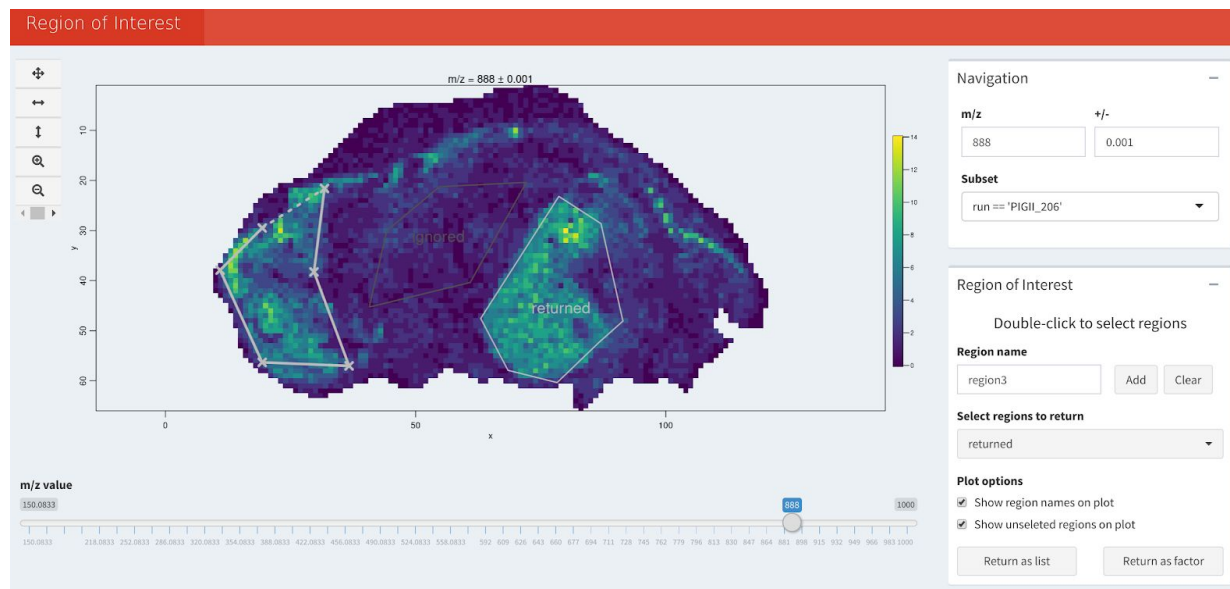 Region of Interest
m/z = 888 ± 0.001
10
20
30
40
50
60
y
0
50
100
x
14
12
10
8
6
4
2
0
ignored
returned
Navigation
m/z +/-
888 0.001
Subset
run == 'PIGII_206'
Region of Interest
Double-click to select regions
Region name
region3 Add Clear
Select regions to return
returned
Plot options
Show region names on plot
Show unseleted regions on plot
Return as list Return as factor
m/z value
150.0833 888 1000
150.0833 218.0833 252.0833 286.0833 320.0833 354.0833 388.0833 422.0833 456.0833 490.0833 524.0833 558.0833 592 609 626 643 660 677 694 711 728 745 762 779 796 813 830 847 864 881 898 915 932 949 966 983 1000